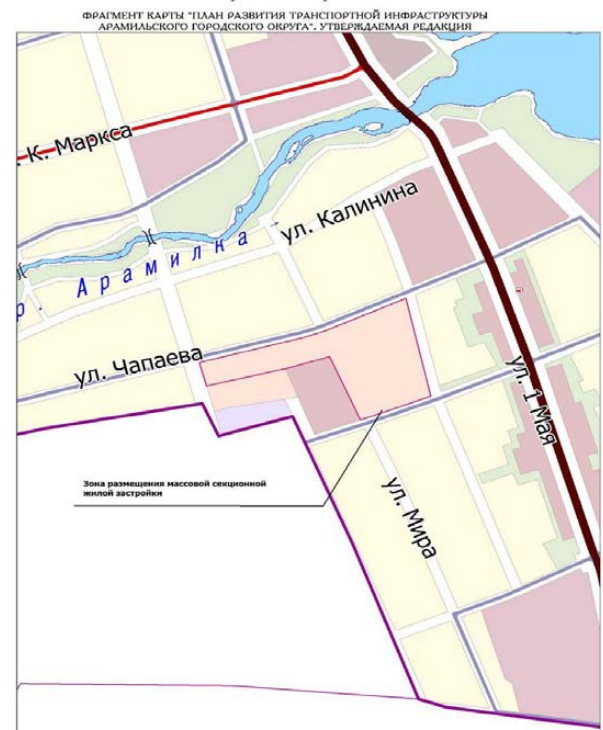 ФРАГМЕНТ КАРТЫ "ПЛАН РАЗВИТИЯ ТРАНСПОРТНОЙ ИНФРАСТРУКТУРЫ
АРАМИЛЬСКОГО ГОРОДСКОГО ОКРУГА". УТВЕРЖДАЕМАЯ РЕДАКЦИЯ
. К. Маркса
ул. Калинина
р. Арамилка
ул. Чапаева
ул. 1 Мая
Зона размещения массовой секционной
жилой застройки
ул. Мира